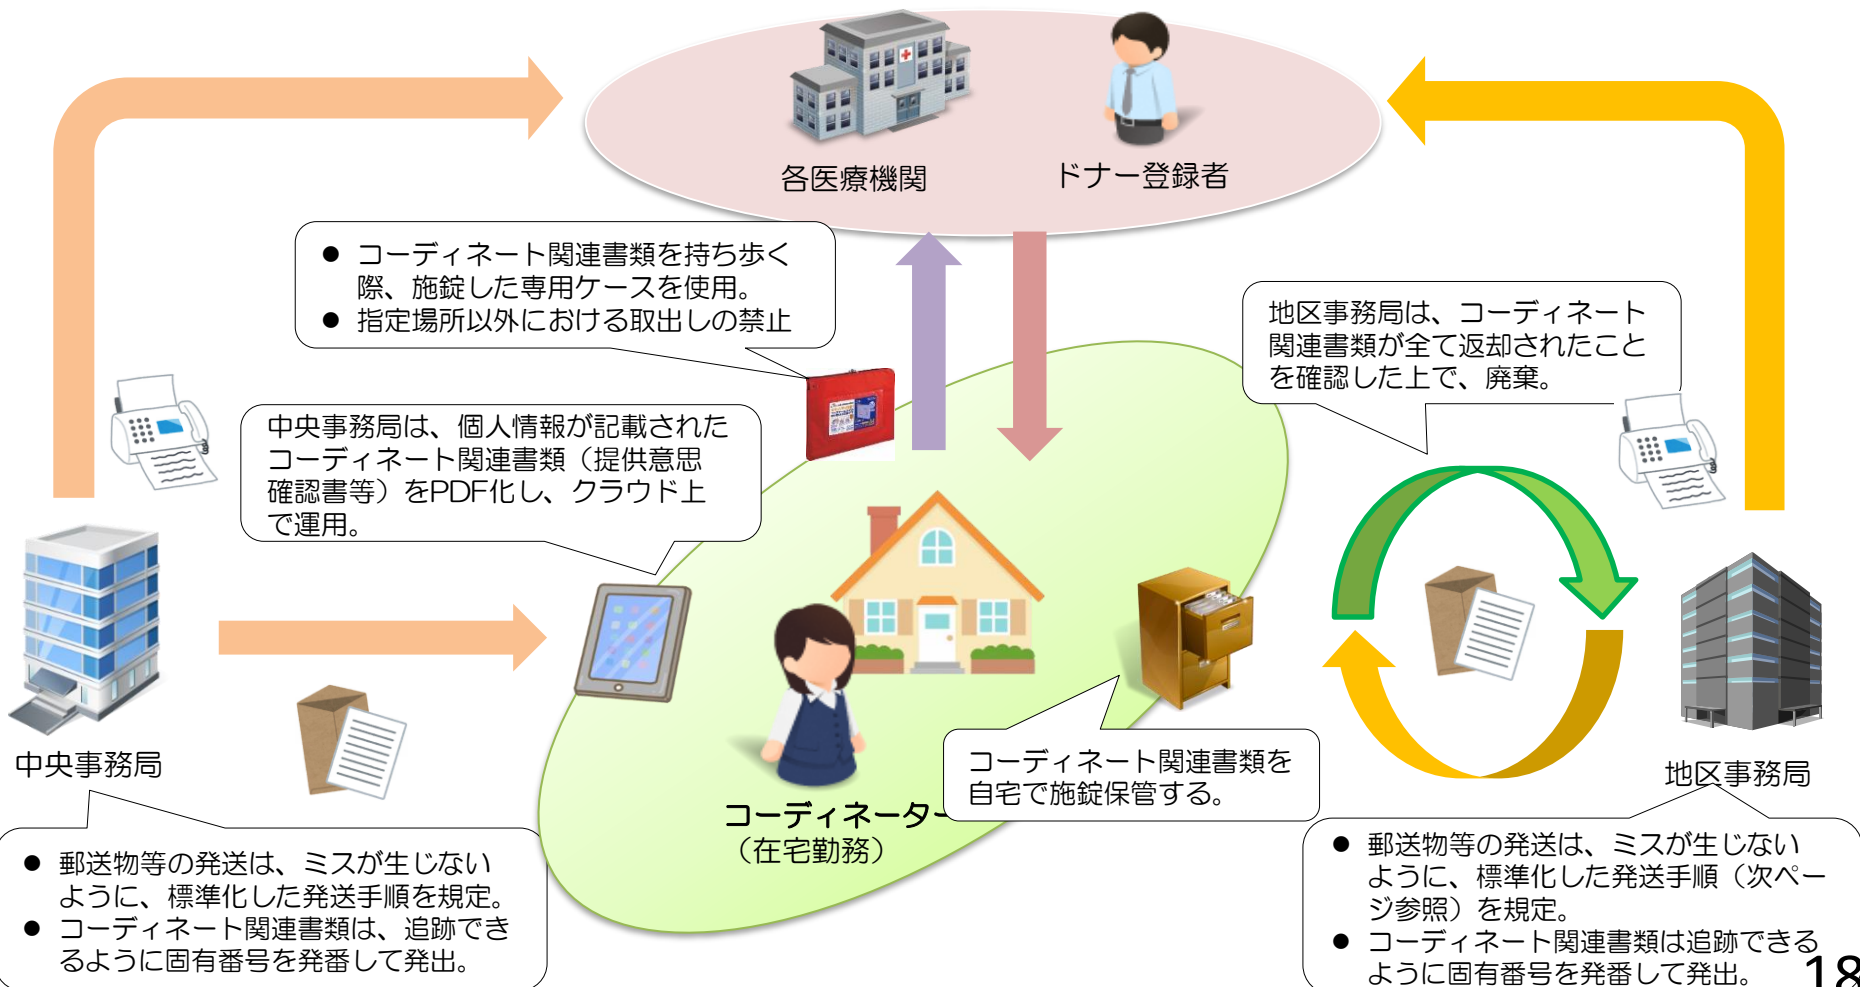 各医療機関
ドナー登録者
● コーディネート関連書類を持ち歩く
際、施錠した専用ケースを使用。
● 指定場所以外における取出しの禁止
地区事務局は、コーディネート
関連書類が全て返却されたこと
を確認した上で、廃棄。
中央事務局は、個人情報が記載された
コーディネート関連書類（提供意思
確認書等）をPDF化し、クラウド上
で運用。
中央事務局
コーディネーター
（在宅勤務）
コーディネート関連書類を
自宅で施錠保管する。
地区事務局
● 郵送物等の発送は、ミスが生じない
ように、標準化した発送手順を規定。
● コーディネート関連書類は、追跡でき
るように固有番号を発番して発出。
● 郵送物等の発送は、ミスが生じない
ように、標準化した発送手順（次ペー
ジ参照）を規定。
● コーディネート関連書類は追跡できる
ように固有番号を発番して発出。
18